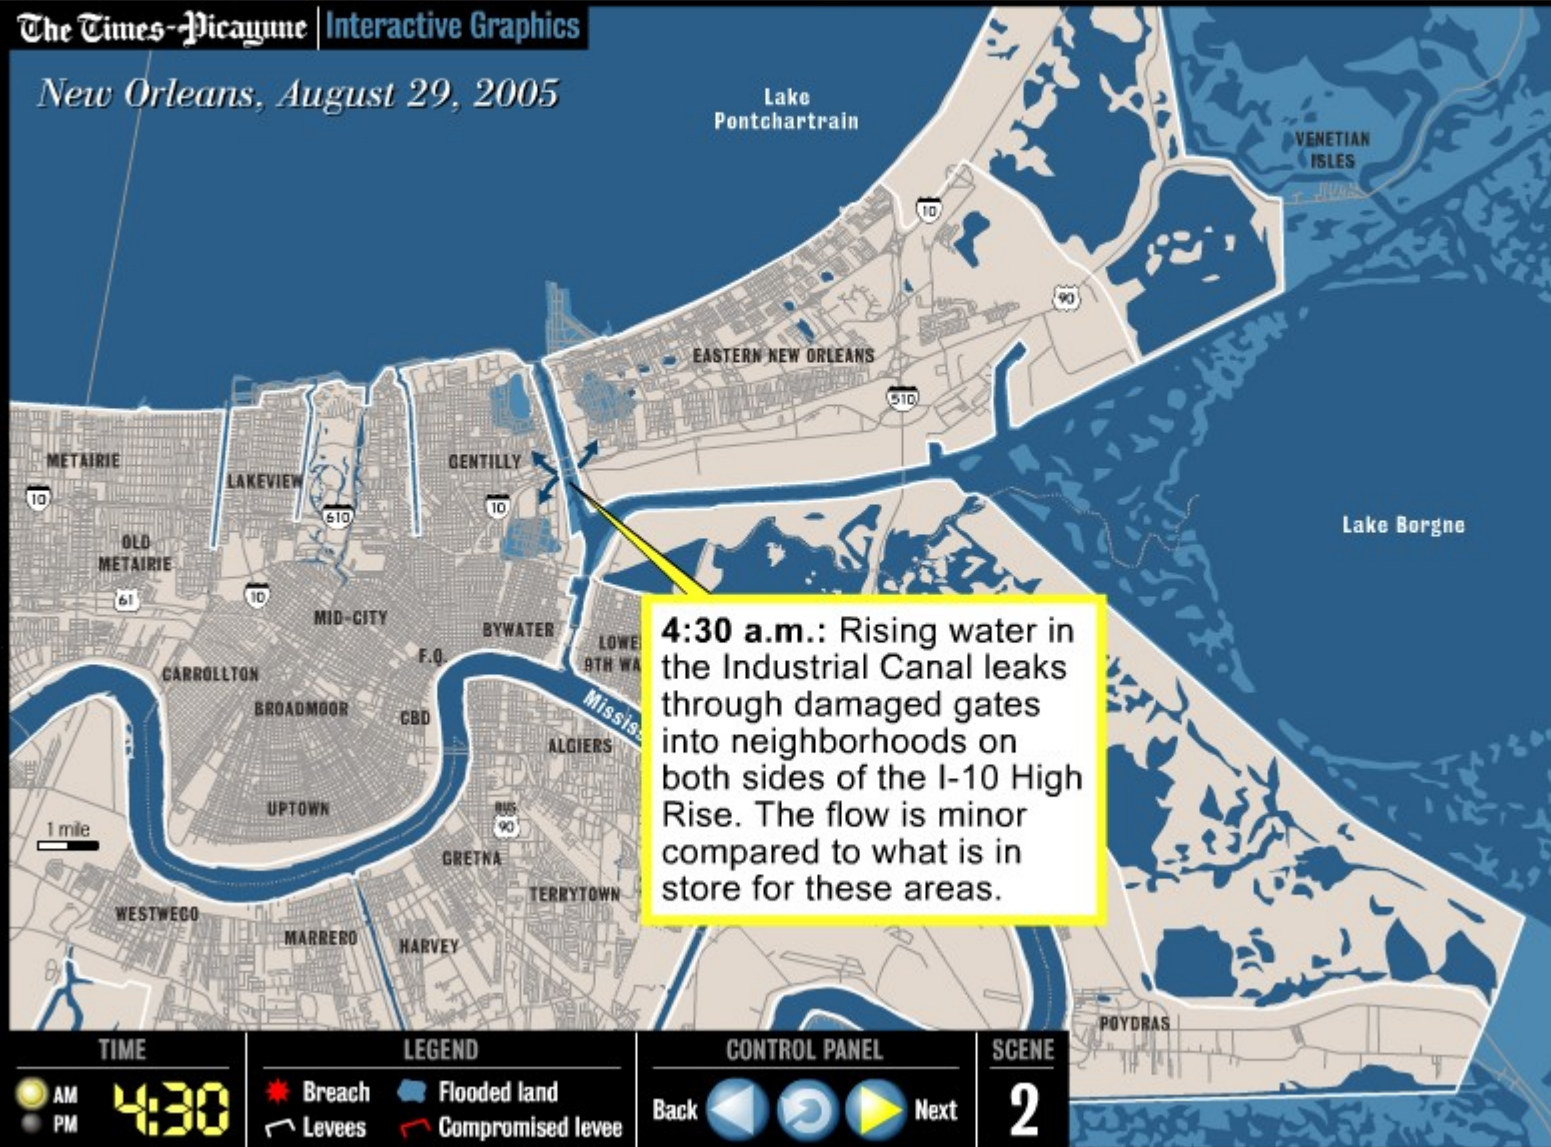 The Times-Picayune | Interactive Graphics
New Orleans, August 29, 2005
Lake
Pontchartrain
VENETIAN
ISLES
10
90
EASTERN NEW ORLEANS
510
METAIRIE
GENTILLY
LAKEVIEW
10
10
610
Lake Borgne
OLD
METAIRIE
61
10
MID-CITY
BYWATER
LOWE
9TH WA
F.Q.
CARROLLTON
BROADMOOR
CBD
Mississ
ALGIERS
4:30 a.m.: Rising water in
the Industrial Canal leaks
through damaged gates
into neighborhoods on
both sides of the I-10 High
Rise. The flow is minor
compared to what is in
store for these areas.
UPTOWN
BUS
90
1 mile
GRETNA
TERRYTOWN
WESTWEGO
MARRERO
HARVEY
POYDRAS
TIME
LEGEND
CONTROL PANEL
SCENE
AM
PM
4:30
Breach
Flooded land
Levees
Compromised levee
Back
Next
2